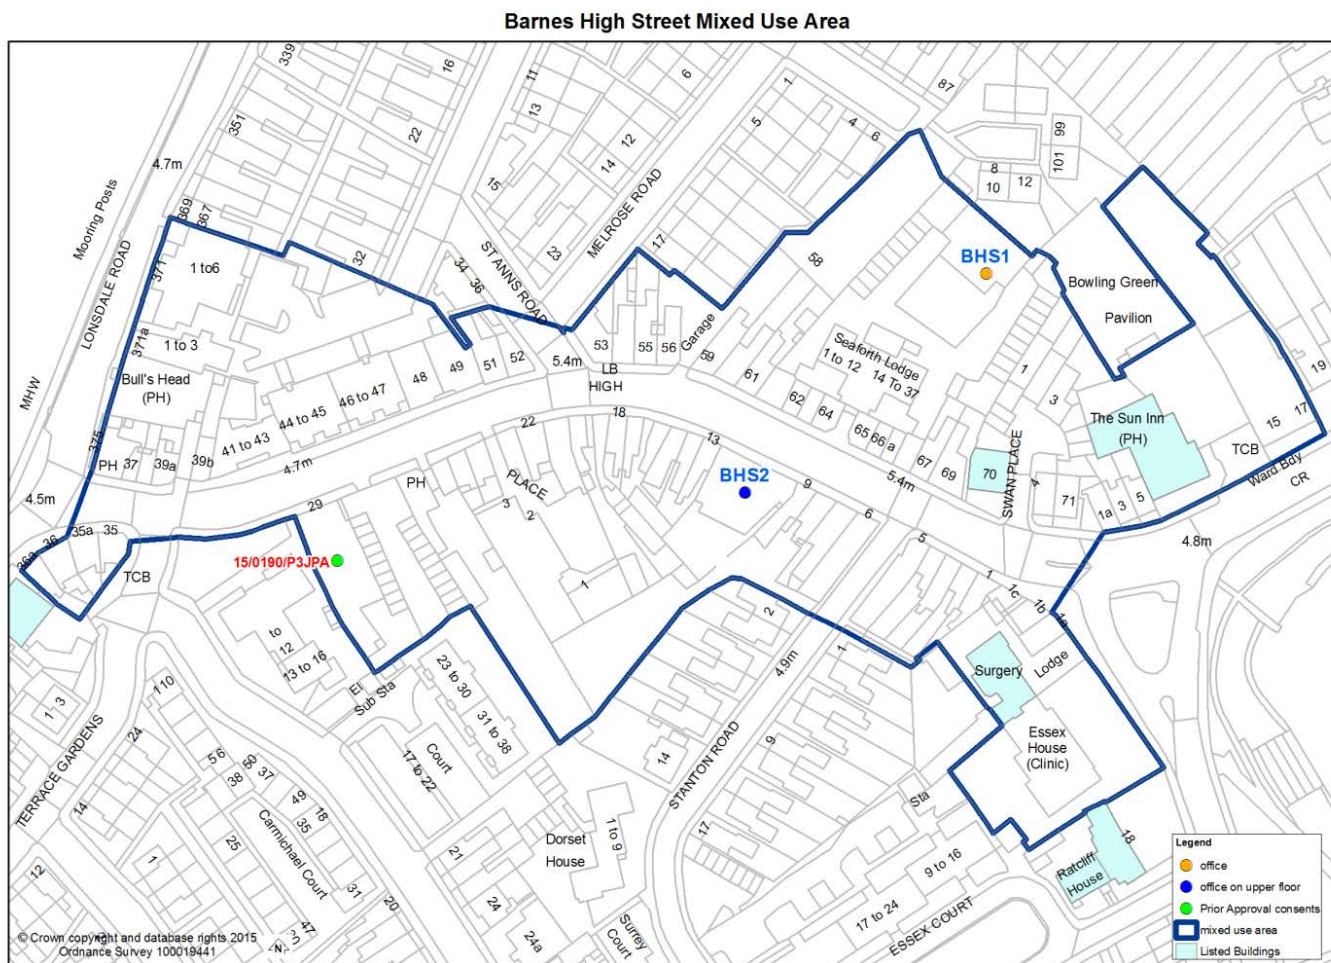 Barnes High Street Mixed Use Area
339
16
11
13
6
1
87
351
22
5
4
6
99
101
4.7m
14
12
8
10
12
Mooring Posts
15
369
367
MELROSE ROAD
23
17
32
34
36
ST ANNS ROAD
58
BHS1
LONSDALE ROAD
371
1 to6
Bowling Green
Pavilion
371a
1 to 3
MHW
Bull's Head
(PH)
53
55
56
Garage
59
5.4m
LB
HIGH
52
51
49
48
46 to 47
44 to 45
41 to 43
61
62
64
65
66 a
67
69
Seaforth Lodge
1 to 12
14 To 37
1
3
19
17
15
The Sun Inn
(PH)
TCB
Ward Bdy
CR
375
PH
37
39a
39b
4.7m
22
18
13
BHS2
9
5.4m
70
SWAN PLACE
4
71
1a
3
5
4.8m
4.5m
PH
PLACE
3
2
29
6
5
36a
36
35a
35
15/0190/P3JPA
TCB
1
1
1c
1b
1a
2
1
to
12
13 to 16
El
Sub Sta
23 to 30
31 to 38
4.9m
Surgery
Lodge
Essex
House
(Clinic)
1
3
110
24
TERRACE GARDENS
14
56
38
50
37
49
18
35
Court
17 to 22
14
STANTON ROAD
9
17
Sta
Carmichael Court
25
1
31
12
47
20
21
24
24a
Dorset
House
1 to 9
Surrey
Court
9 to 16
17 to 24
ESSEX COURT
Ratcliff
House
18
Legend
office
office on upper floor
Prior Approval consents
mixed use area
Listed Buildings
© Crown copyright and database rights 2015
Ordnance Survey 100019441
N